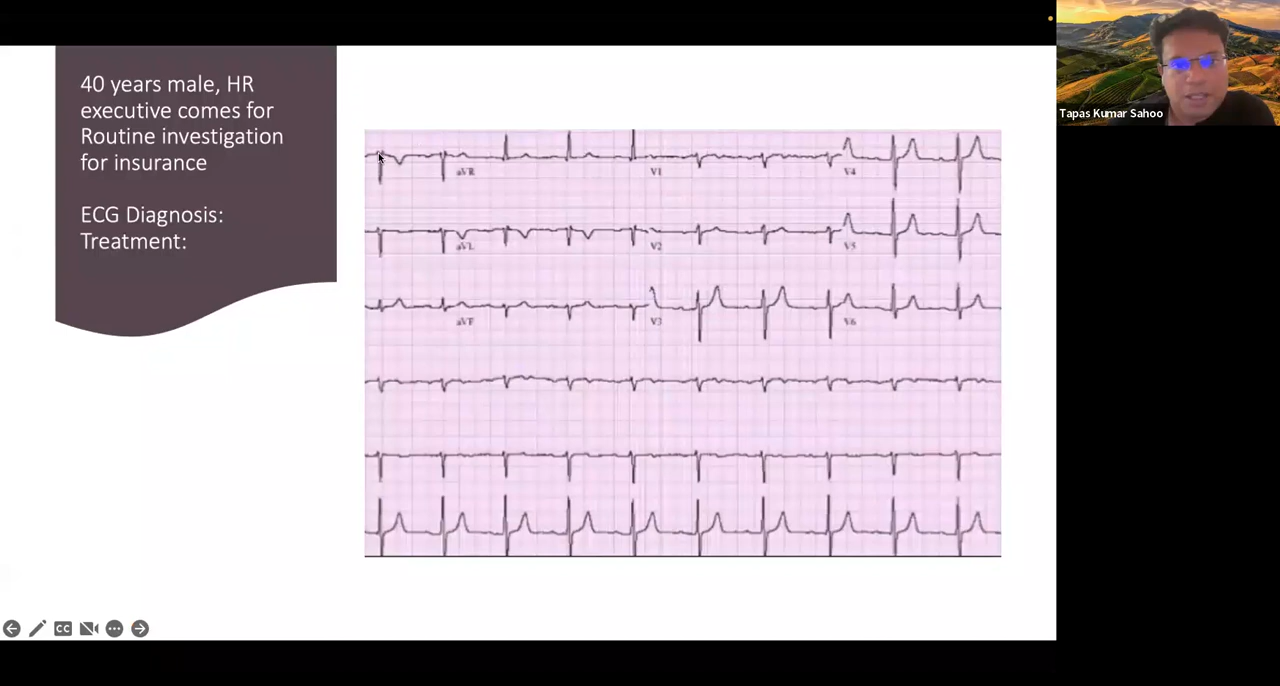 40 years male, HR
executive comes for
Routine investigation
for insurance
ECG Diagnosis:
Treatment:
aVR
V1
V4
aVL
V2
V5
aVF
V3
V6
Tapas Kumar Sahoo
CC